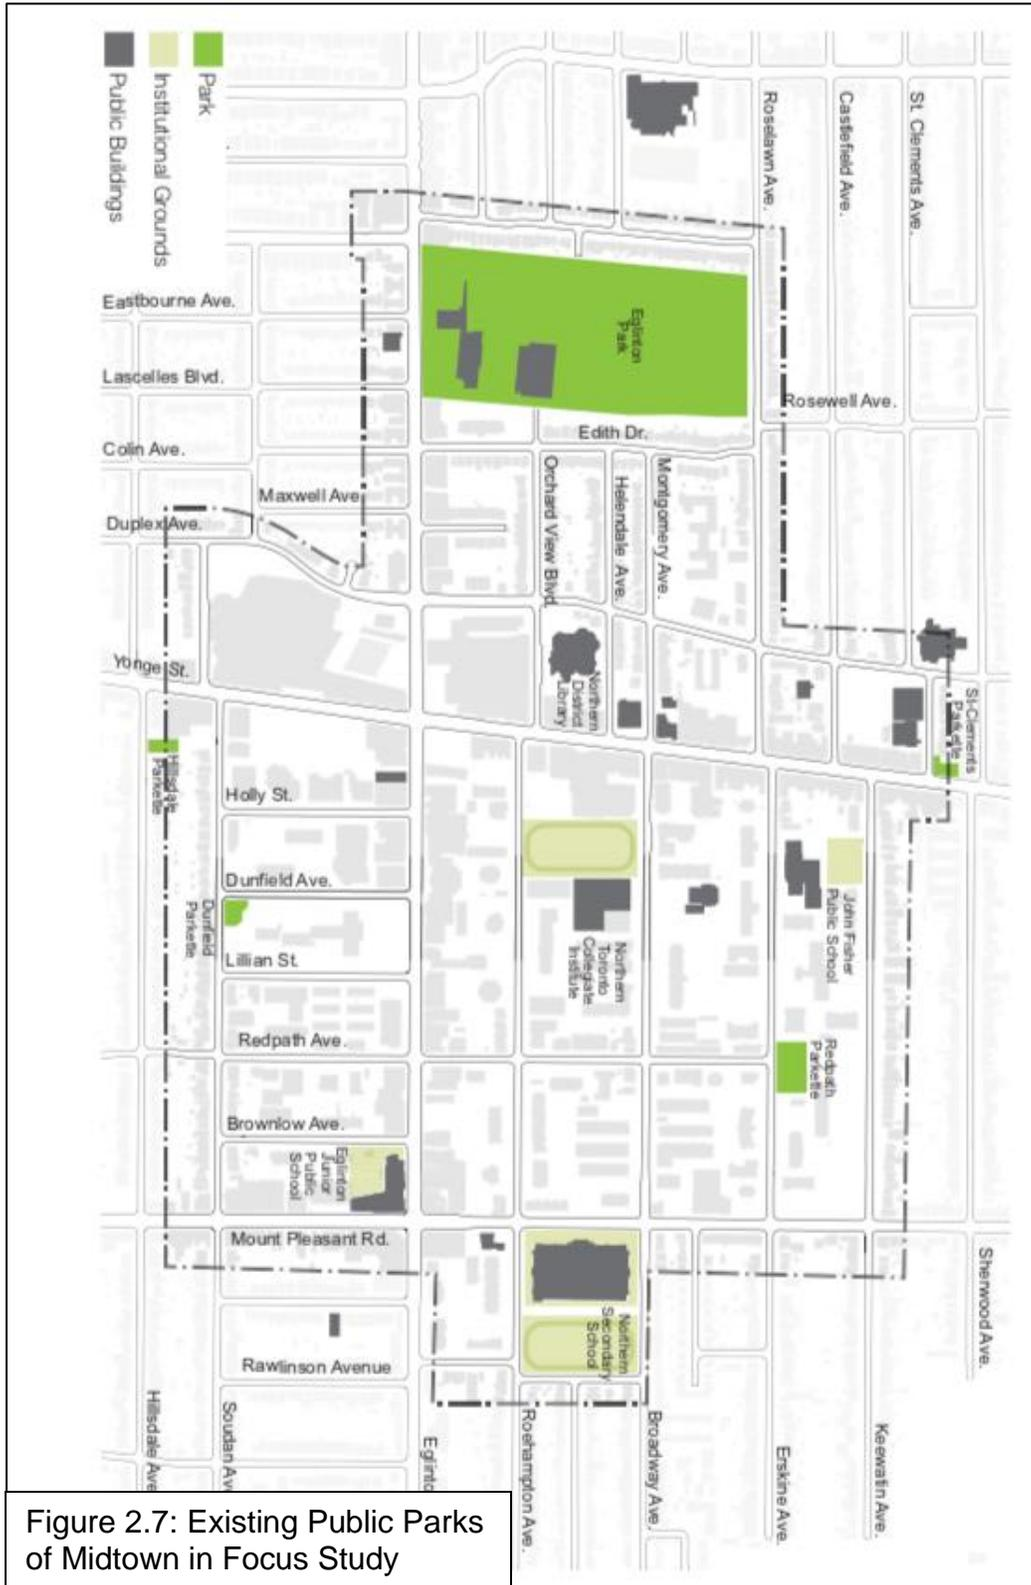 Park
Institutional Grounds
Public Buildings
Roselawn Ave.
Castlefield Ave.
St. Clements Ave.
Eastbourne Ave.
Eglinton
Park
Lascelles Blvd.
Rosewell Ave.
Colin Ave.
Edith Dr.
Maxwell Ave.
Duplex Ave.
Orchard View Blvd.
Helendale Ave.
Montgomery Ave.
Yonge St.
Northern
District
Library
St-Clements
Parkette
Hillsdale
Parkette
Holly St.
Dunfield Ave.
Dunfield
Parkette
Lillian St.
Northern
Toronto
Collegiate
Institute
John Fisher
Public School
Redpath Ave.
Redpath
Parkette
Brownlow Ave.
Eglinton
Junior
Public
School
Mount Pleasant Rd.
Northern
Secondary
School
Sherwood Ave.
Rawlinson Avenue
Hillsdale Ave
Soudan Av
Eglinto
Roehampton Ave.
Broadway Ave.
Erskine Ave.
Keewatin Ave.
Figure 2.7: Existing Public Parks
of Midtown in Focus Study